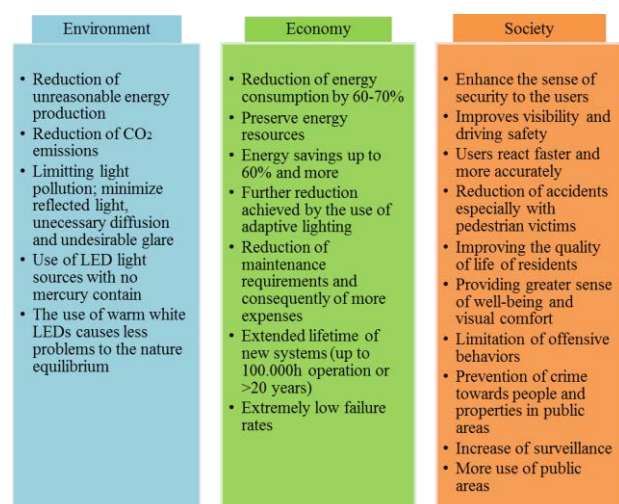 Environment
• Reduction of
unreasonable energy
production
• Reduction of CO₂
emissions
• Limitting light
pollution; minimize
reflected light,
unecessary diffusion
and undesirable glare
• Use of LED light
sources with no
mercury contain
• The use of warm white
LEDs causes less
problems to the nature
equilibrium
Economy
• Reduction of energy
consumption by 60-70%
• Preserve energy
resources
• Energy savings up to
60% and more
• Further reduction
achieved by the use of
adaptive lighting
• Reduction of
maintenance
requirements and
consequently of more
expenses
• Extended lifetime of
new systems (up to
100.000h operation or
>20 years)
• Extremely low failure
rates
Society
• Enhance the sense of
security to the users
• Improves visibility and
driving safety
• Users react faster and
more accurately
• Reduction of accidents
especially with
pedestrian victims
• Improving the quality
of life of residents
• Providing greater sense
of well-being and
visual comfort
• Limitation of offensive
behaviors
• Prevention of crime
towards people and
properties in public
areas
• Increase of surveillance
• More use of public
areas